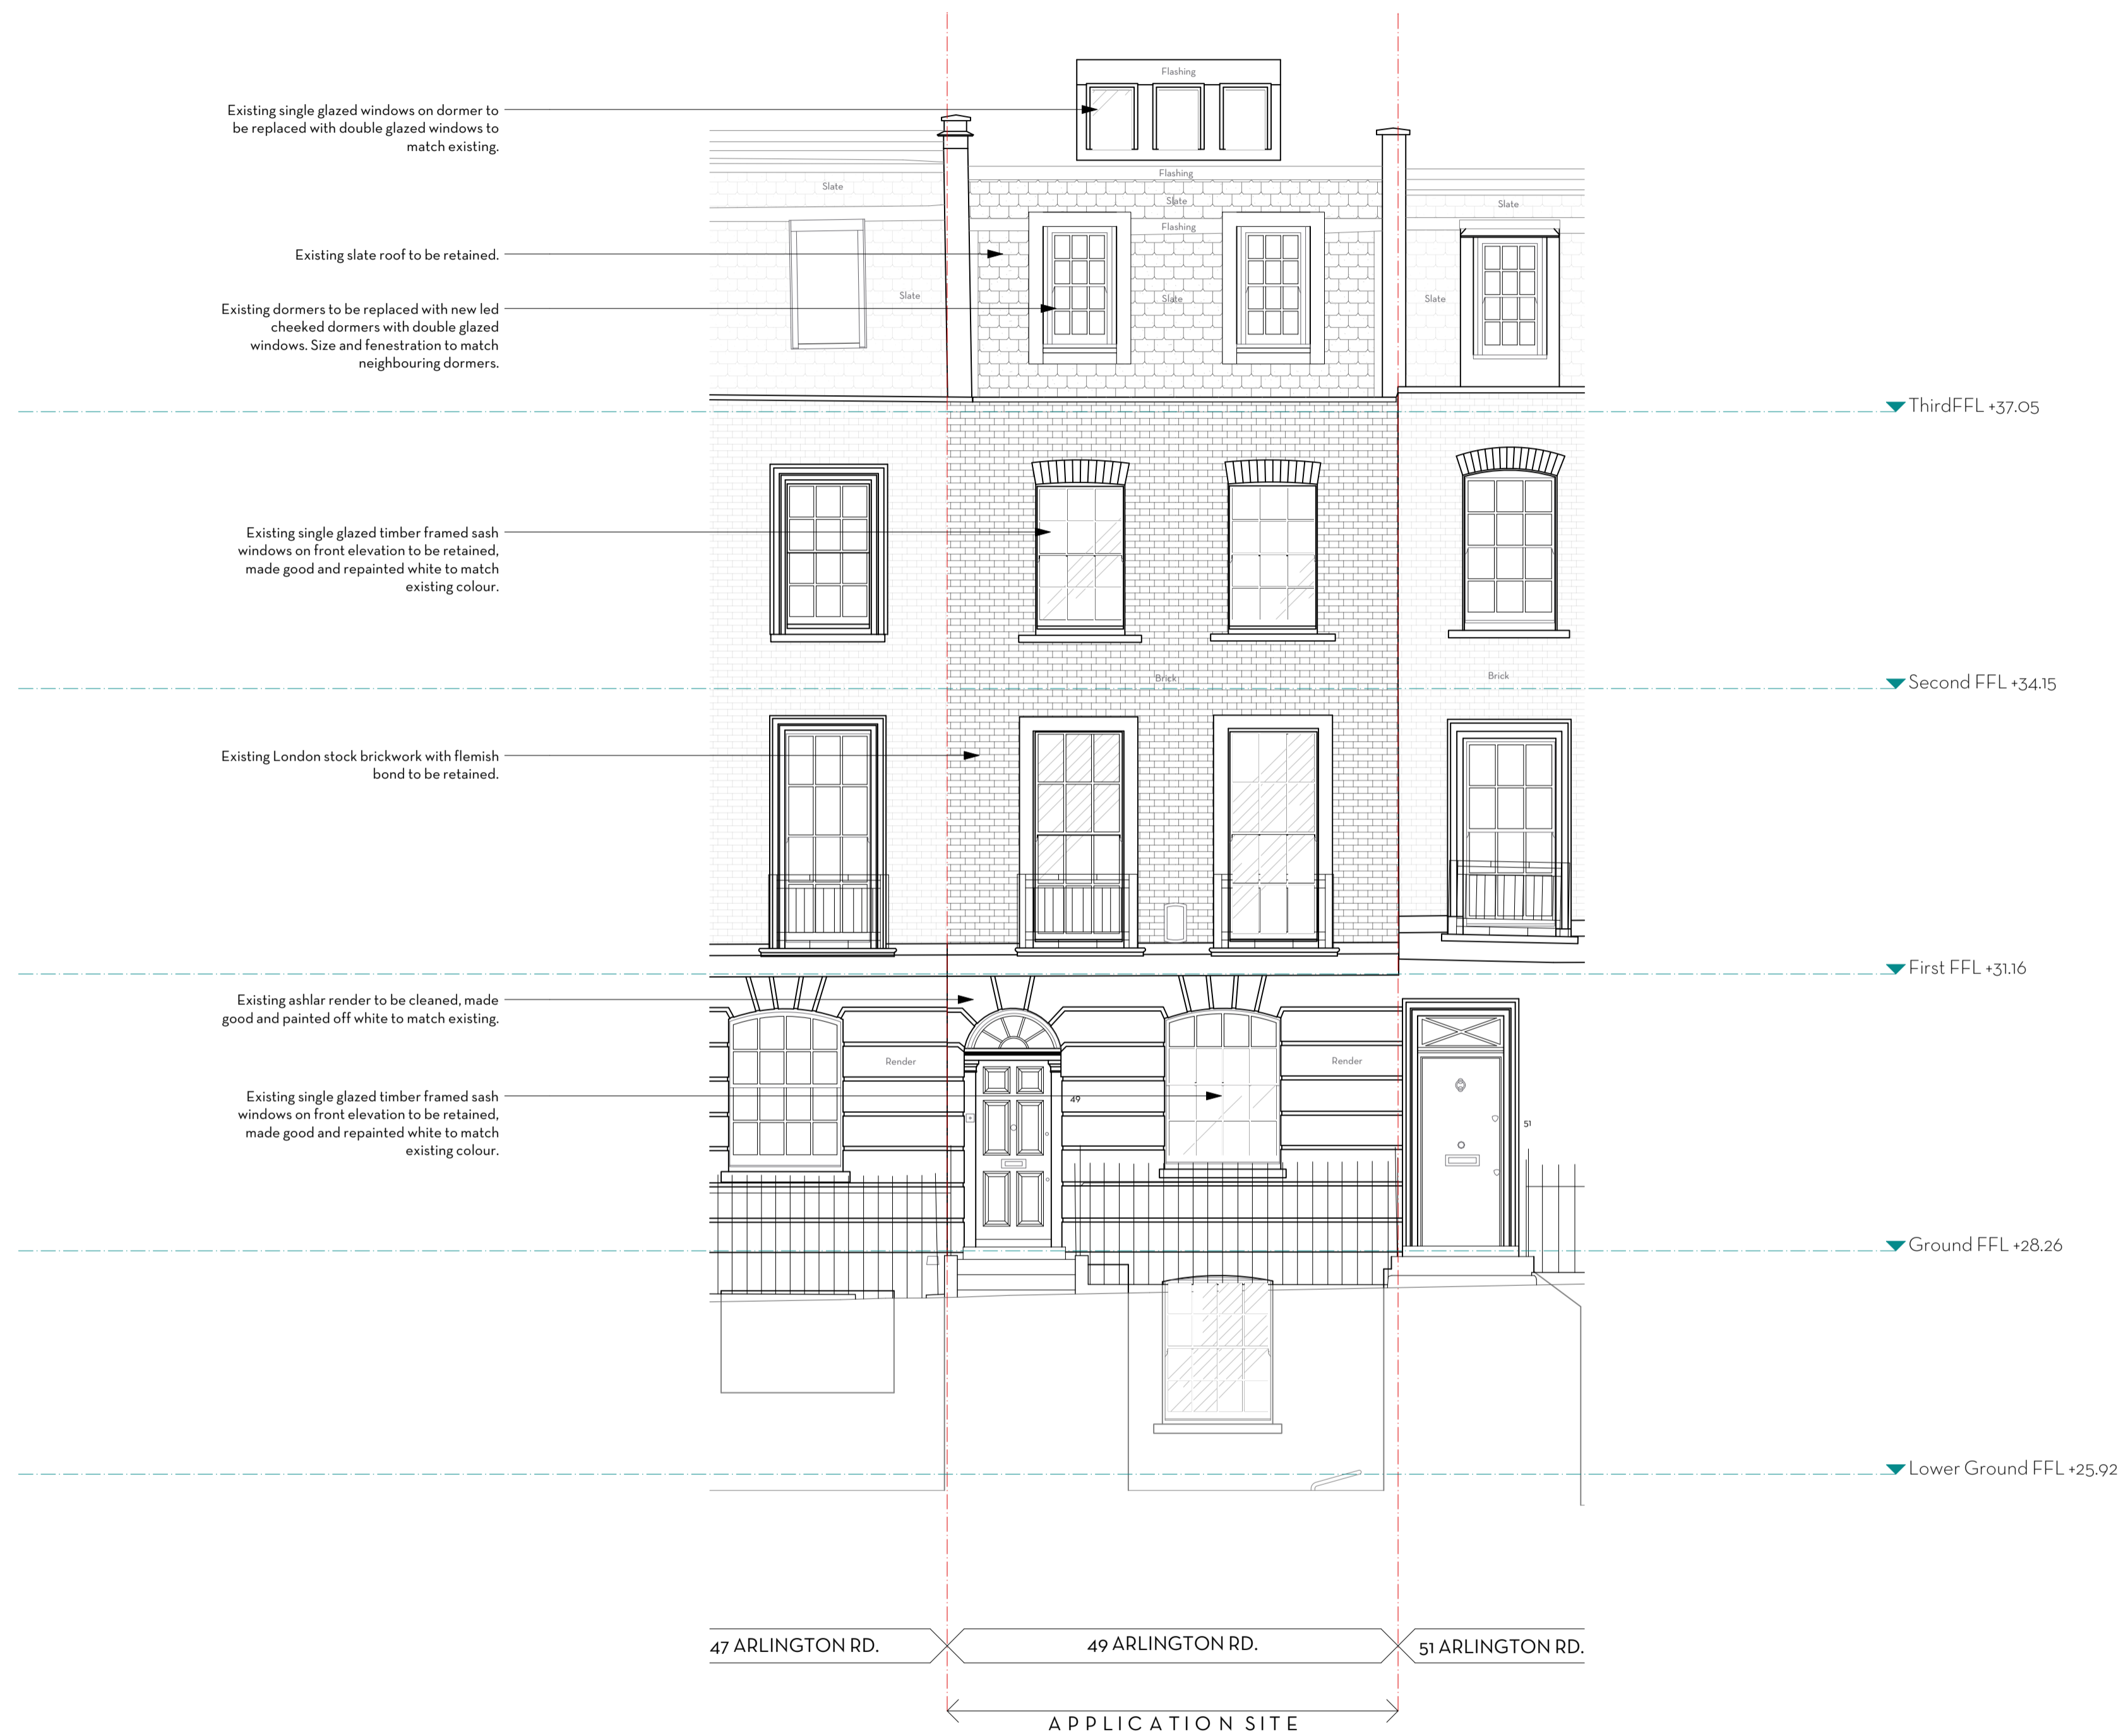 Flashing
Existing single glazed windows on dormer to
be replaced with double glazed windows to
match existing.
Flashing
Slate
Slate
Slate
Flashing
Existing slate roof to be retained.
Slate
Slate
Slate
Existing dormers to be replaced with new led
cheeked dormers with double glazed
windows. Size and fenestration to match
neighbouring dormers.
ThirdFFL +37.05
Existing single glazed timber framed sash
windows on front elevation to be retained,
made good and repainted white to match
existing colour.
Brick
Brick
Second FFL +34.15
Existing London stock brickwork with flemish
bond to be retained.
First FFL +31.16
Existing ashlar render to be cleaned, made
good and painted off white to match existing.
Render
Render
Existing single glazed timber framed sash
windows on front elevation to be retained,
made good and repainted white to match
existing colour.
49
51
Ground FFL +28.26
Lower Ground FFL +25.92
47 ARLINGTON RD.
49 ARLINGTON RD.
51 ARLINGTON RD.
APPLICATION SITE